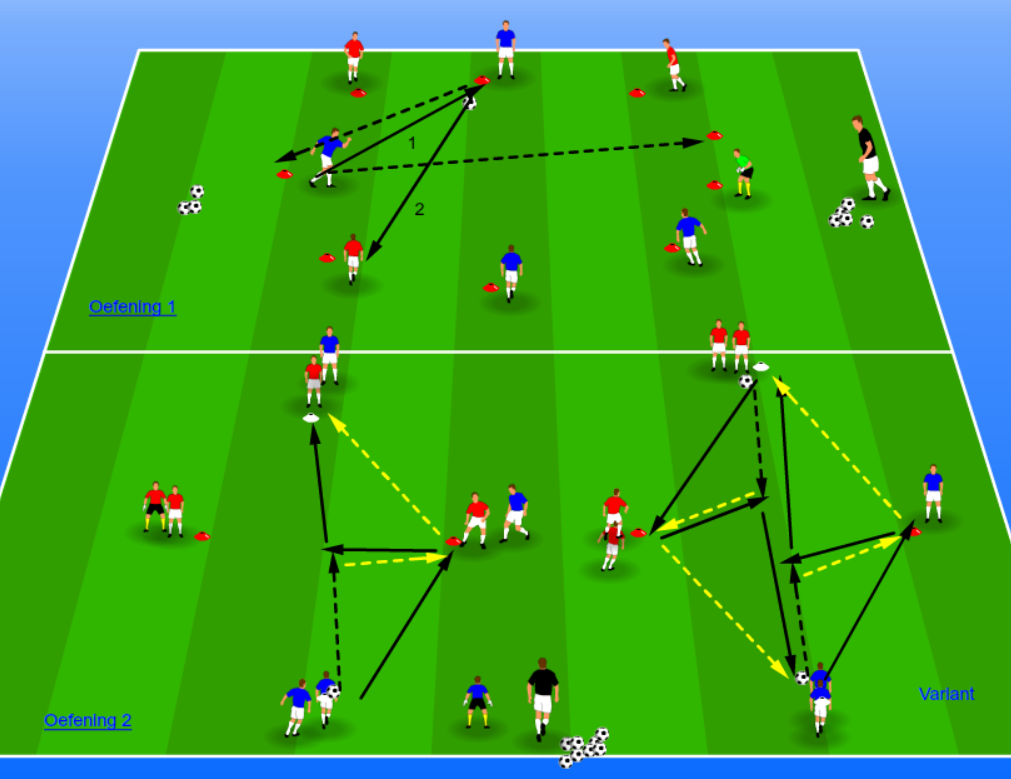 1
2
Oefening 1
Oefening 2
Variant